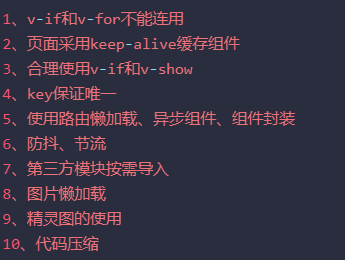 1、v-if和v-for不能连用
2、页面采用keep-alive缓存组件
3、合理使用v-if和v-show
4、key保证唯一
5、使用路由懒加载、异步组件、组件封装
6、防抖、节流
7、第三方模块按需导入
8、图片懒加载
9、精灵图的使用
10、代码压缩